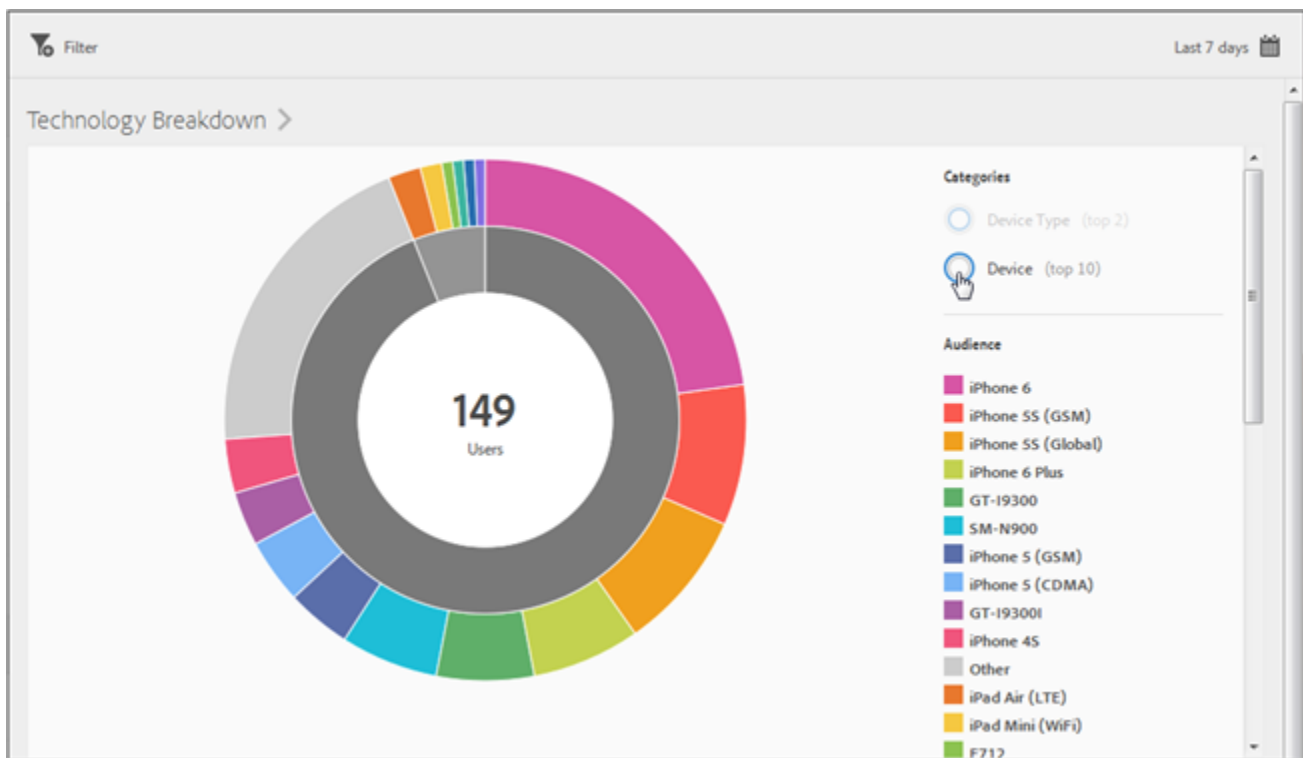 Filter
Last 7 days
Technology Breakdown
149
Users
Categories
Device Type (top 2)
Device (top 10)
Audience
iPhone 6
iPhone 5S (GSM)
iPhone 5S (Global)
iPhone 6 Plus
GT-I9300
SM-N900
iPhone 5 (GSM)
iPhone 5 (CDMA)
GT-I9300I
iPhone 4S
Other
iPad Air (LTE)
iPad Mini (WiFi)